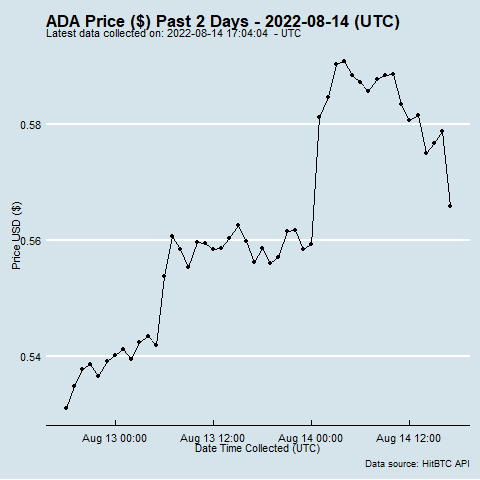 ADA Price ($) Past 2 Days - 2022-08-14 (UTC)
Latest data collected on: 2022-08-14 17:04:04 - UTC
0.58
0.56
0.54
Price USD ($)
Aug 13 00:00 Aug 13 12:00 Aug 14 00:00 Aug 14 12:00
Date Time Collected (UTC)
Data source: HitBTC API